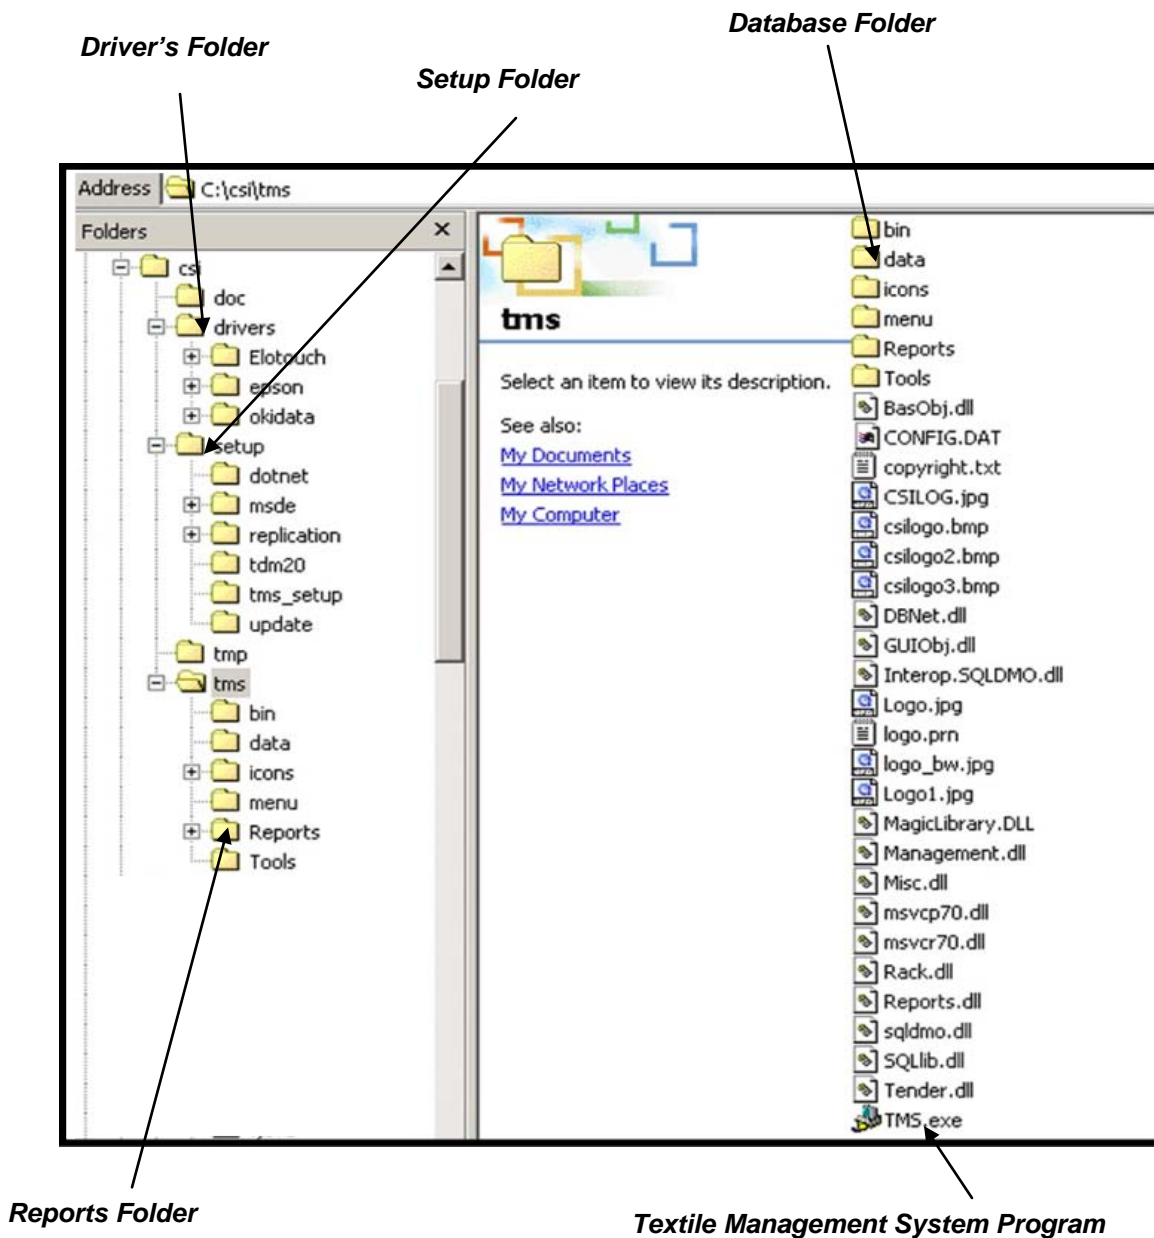 Driver’s Folder
Setup Folder
Database Folder
Address C:\csi\tms
Folders
csi
doc
drivers
Elotouch
epson
okidata
setup
dotnet
msde
replication
tdm20
tms_setup
update
tmp
tms
bin
data
icons
menu
Reports
Tools
tms
Select an item to view its description.
See also:
My Documents
My Network Places
My Computer
bin
data
icons
menu
Reports
Tools
BasObj.dll
CONFIG.DAT
copyright.txt
CSILOG.jpg
csilogo.bmp
csilogo2.bmp
csilogo3.bmp
DBNet.dll
GUIObj.dll
Interop.SQLDMO.dll
Logo.jpg
logo.prn
logo_bw.jpg
Logo1.jpg
MagicLibrary.DLL
Management.dll
Misc.dll
msvcp70.dll
msvcr70.dll
Rack.dll
Reports.dll
sqldmo.dll
SQLlib.dll
Tender.dll
TMS.exe
Reports Folder
Textile Management System Program